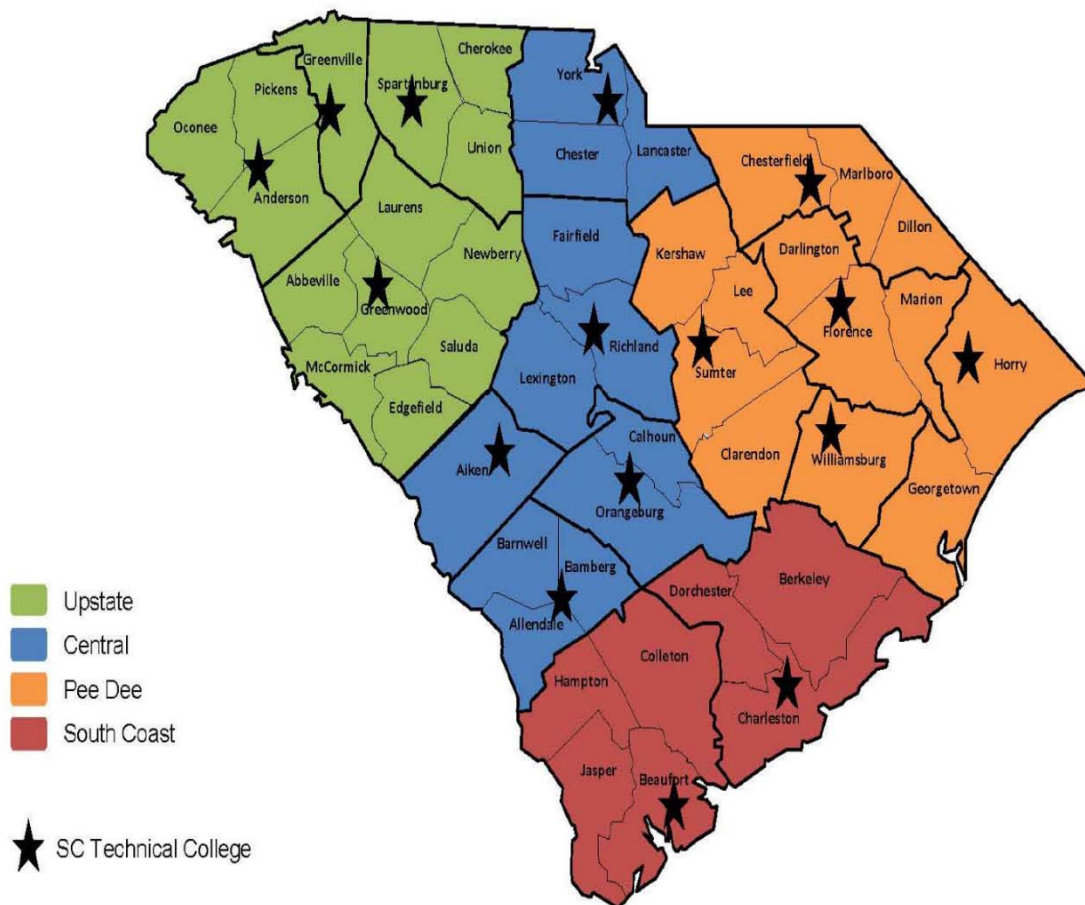 Cherokee
Greenville
York
Spartanburg
Pickens
Oconee
Union
Chester
Lancaster
Chesterfield
Marlboro
Anderson
Laurens
Dillon
Fairfield
Newberry
Kershaw
Darlington
Abbeville
Lee
Marion
Greenwood
Florence
Saluda
Richland
McCormick
Lexington
Sumter
Horry
Edgefield
Calhoun
Clarendon
Williamsburg
Aiken
Georgetown
Orangeburg
Barnwell
Bamberg
Berkeley
Dorchester
Allendale
Colleton
Hampton
Charleston
Jasper
Beaufort
Upstate
Central
Pee Dee
South Coast
SC Technical College